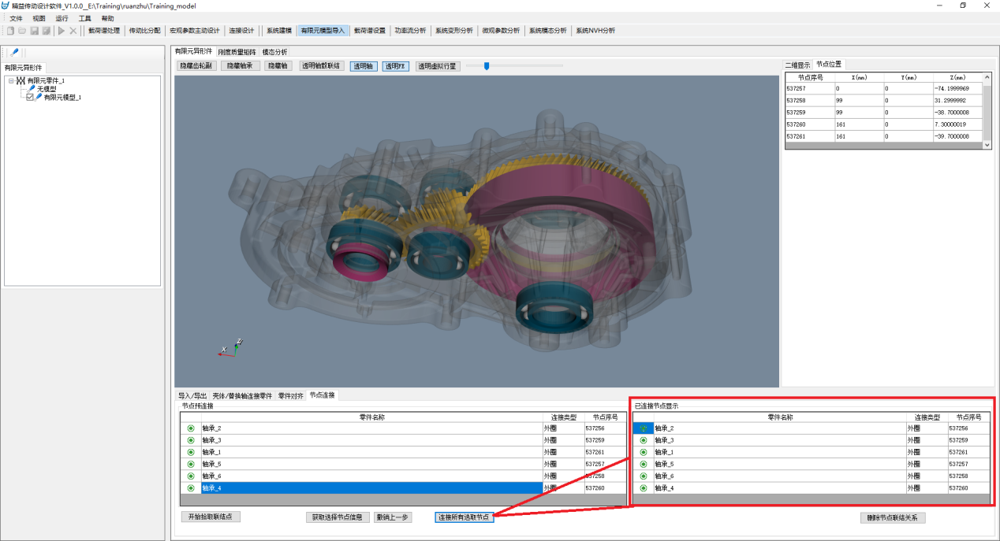 精益传动设计软件_V1.0.0__E:\Training\ruanzhu\Training_model
文件 视图 运行 工具 帮助
载荷谱处理 传动比分配 宏观参数主动设计 连接设计 系统建模 有限元模型导入 载荷谱设置 功率流分析 系统变形分析 微观参数分析 系统模态分析 系统NVH分析
有限元异形件 刚度质量矩阵 模态分析
隐藏齿轮副 隐藏轴承 隐藏轴 透明轴毂联结 透明轴 透明FE 透明虚拟行星
有限元异形件
有限元零件_1
无模型
有限元模型_1
二维显示 节点位置
节点序号 X(mm) Y(mm) Z(mm)
537257 0 0 -74.1999969
537258 99 0 31.2999992
537259 99 0 -38.7000008
537260 161 0 7.30000019
537261 161 0 -39.7000008
X Z
导入/导出 壳体/替换轴连接零件 零件对齐 节点连接
节点预连接
零件名称 连接类型 节点序号
轴承_2 外圈 537256
轴承_3 外圈 537259
轴承_1 外圈 537261
轴承_5 外圈 537257
轴承_6 外圈 537258
轴承_4 外圈 537260
已连接节点显示
零件名称 连接类型 节点序号
轴承_2 外圈 537256
轴承_3 外圈 537259
轴承_1 外圈 537261
轴承_5 外圈 537257
轴承_6 外圈 537258
轴承_4 外圈 537260
开始拾取联结点 获取选择节点信息 撤销上一步 连接所有选取节点 删除节点联结关系